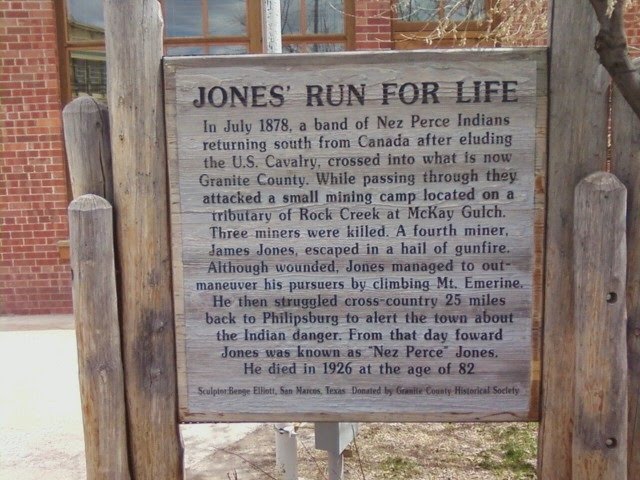 JONES' RUN FOR LIFE
In July 1878, a band of Nez Perce Indians
returning south from Canada after eluding
the U.S. Cavalry, crossed into what is now
Granite County. While passing through they
attacked a small mining camp located on a
tributary of Rock Creek at McKay Gulch.
Three miners were killed. A fourth miner,
James Jones, escaped in a hail of gunfire.
Although wounded, Jones managed to out-
maneuver his pursuers by climbing Mt. Emerine.
He then struggled cross-country 25 miles
back to Philipsburg to alert the town about
the Indian danger. From that day foward
Jones was known as "Nez Perce" Jones.
He died in 1926 at the age of 82
Sculptor:Benge Elliott, San Marcos, Texas Donated by Granite County Historical Society